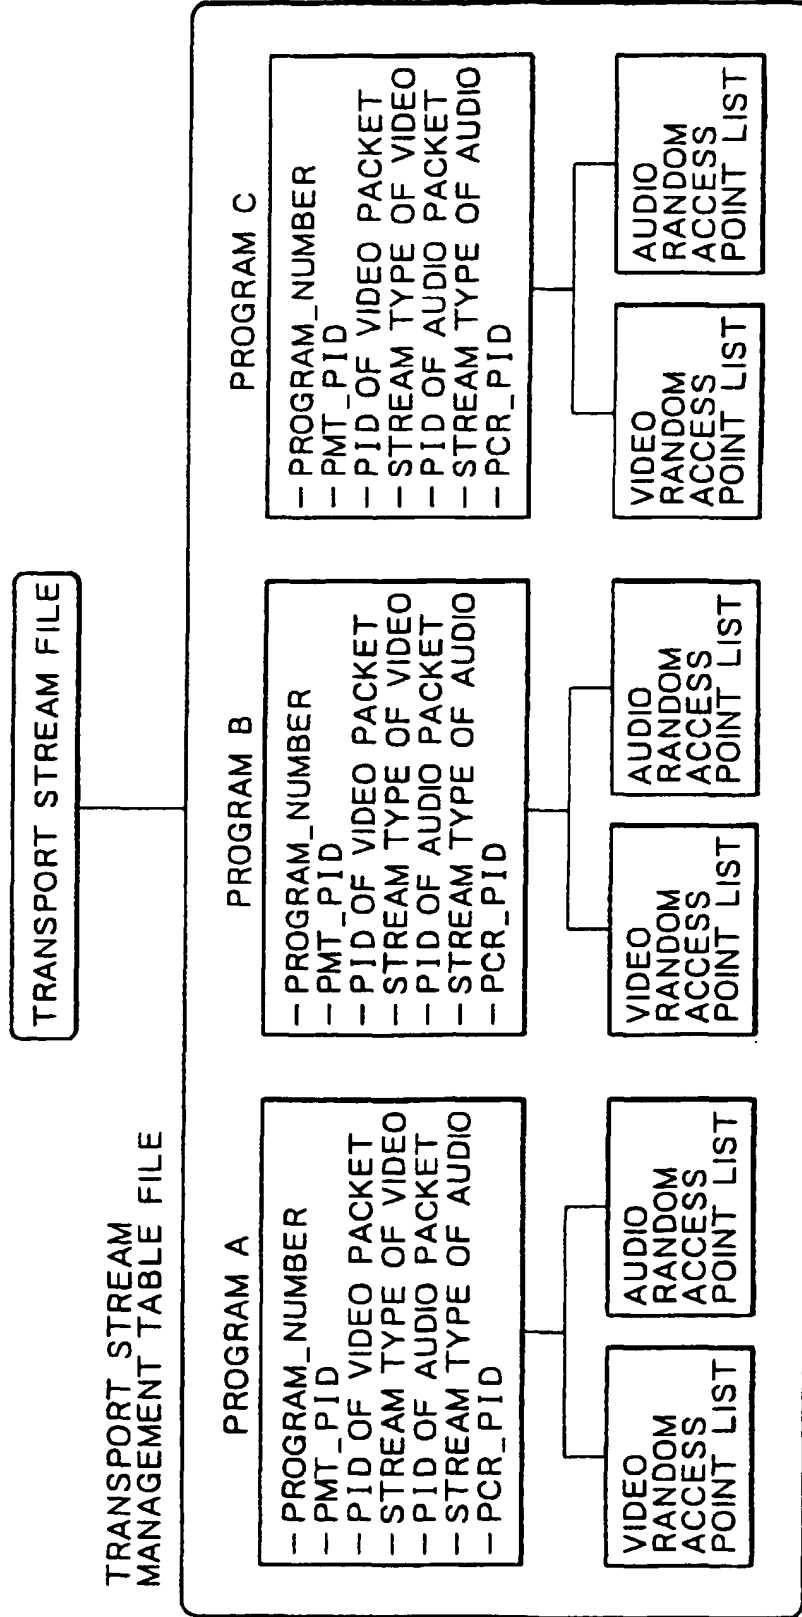 TRANSPORT STREAM FILE
TRANSPORT STREAM
MANAGEMENT TABLE FILE
PROGRAM A
– PROGRAM_NUMBER
– PMT_PID
– PID OF VIDEO PACKET
– STREAM TYPE OF VIDEO
– PID OF AUDIO PACKET
– STREAM TYPE OF AUDIO
– PCR_PID
VIDEO
RANDOM
ACCESS
POINT LIST
AUDIO
RANDOM
ACCESS
POINT LIST
PROGRAM B
– PROGRAM_NUMBER
– PMT_PID
– PID OF VIDEO PACKET
– STREAM TYPE OF VIDEO
– PID OF AUDIO PACKET
– STREAM TYPE OF AUDIO
– PCR_PID
VIDEO
RANDOM
ACCESS
POINT LIST
AUDIO
RANDOM
ACCESS
POINT LIST
PROGRAM C
– PROGRAM_NUMBER
– PMT_PID
– PID OF VIDEO PACKET
– STREAM TYPE OF VIDEO
– PID OF AUDIO PACKET
– STREAM TYPE OF AUDIO
– PCR_PID
VIDEO
RANDOM
ACCESS
POINT LIST
AUDIO
RANDOM
ACCESS
POINT LIST